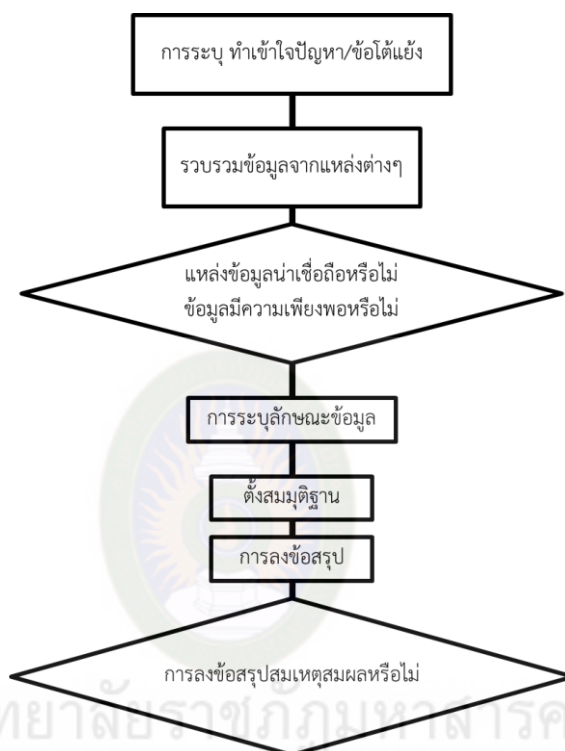 การระบุ ทำเข้าใจปัญหา/ข้อโต้แย้ง
รวบรวมข้อมูลจากแหล่งต่างๆ
แหล่งข้อมูลน่าเชื่อถือหรือไม่
ข้อมูลมีความเพียงพอหรือไม่
การระบุลักษณะข้อมูล
ตั้งสมมุติฐาน
การลงข้อสรุป
การลงข้อสรุปสมเหตุสมผลหรือไม่